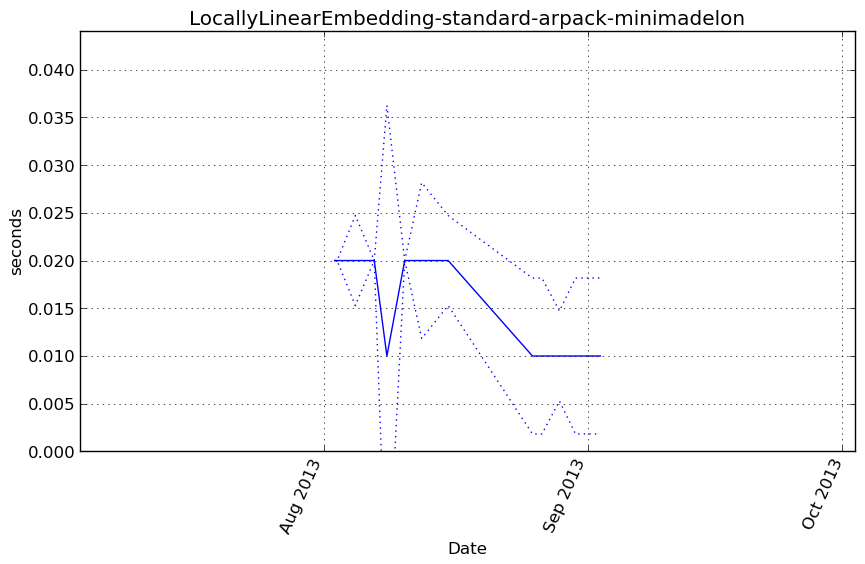 LocallyLinearEmbedding-standard-arpack-minimadelon
0.040
0.035
0.030
0.025
0.020
0.015
0.010
0.005
0.000
seconds
Aug 2013
Sep 2013
Oct 2013
Date